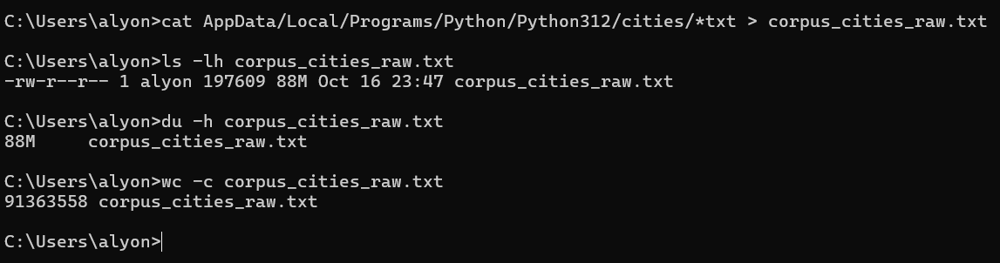 C:\Users\alyon>cat AppData/Local/Programs/Python/Python312/cities/*txt > corpus_cities_raw.txt
C:\Users\alyon>ls -lh corpus_cities_raw.txt
-rw-r--r-- 1 alyon 197609 88M Oct 16 23:47 corpus_cities_raw.txt
C:\Users\alyon>du -h corpus_cities_raw.txt
88M     corpus_cities_raw.txt
C:\Users\alyon>wc -c corpus_cities_raw.txt
91363558 corpus_cities_raw.txt
C:\Users\alyon>